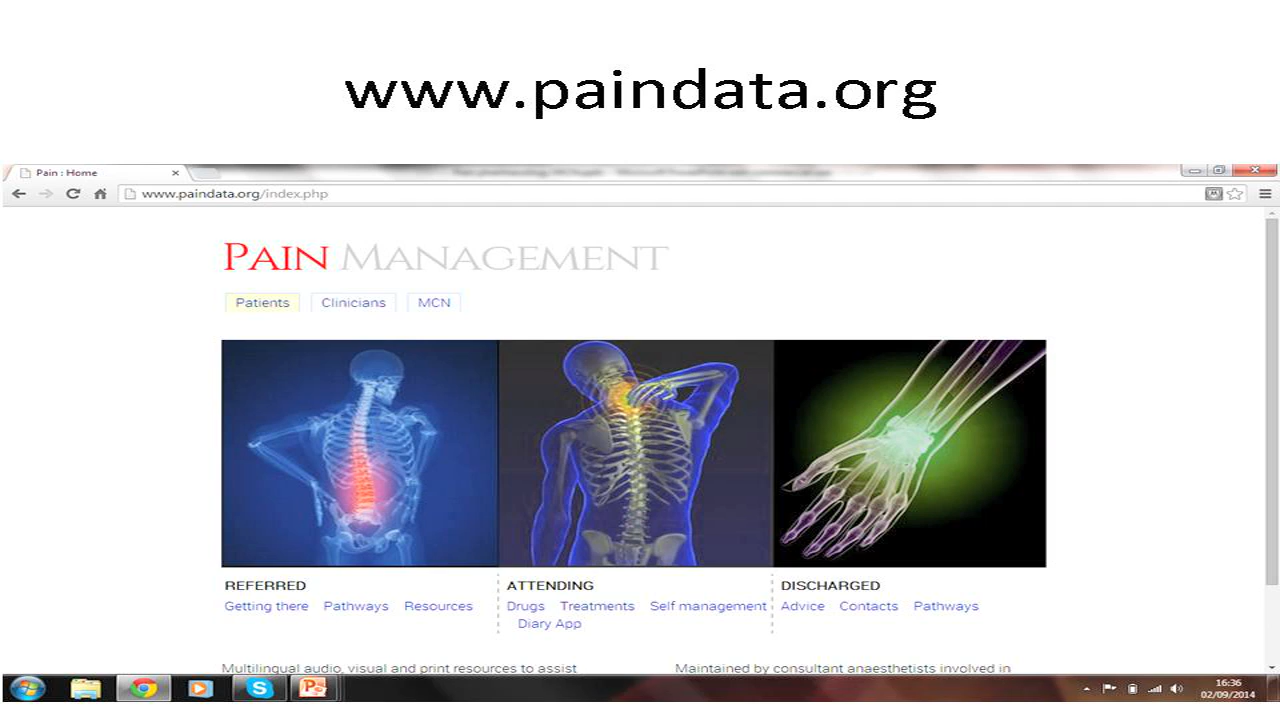 www.paindata.org
Pain : Home
www.paindata.org/index.php
PAIN MANAGEMENT
Patients Clinicians MCN
REFERRED
Getting there Pathways Resources
ATTENDING
Drugs Treatments Self management
Diary App
DISCHARGED
Advice Contacts Pathways
Multilingual audio, visual and print resources to assist
Maintained by consultant anaesthetists involved in
16:36
02/09/2014